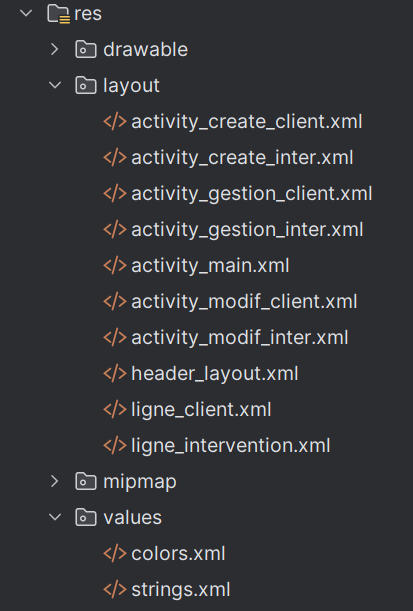 res
drawable
layout
activity_create_client.xml
activity_create_inter.xml
activity_gestion_client.xml
activity_gestion_inter.xml
activity_main.xml
activity_modif_client.xml
activity_modif_inter.xml
header_layout.xml
ligne_client.xml
ligne_intervention.xml
mipmap
values
colors.xml
strings.xml